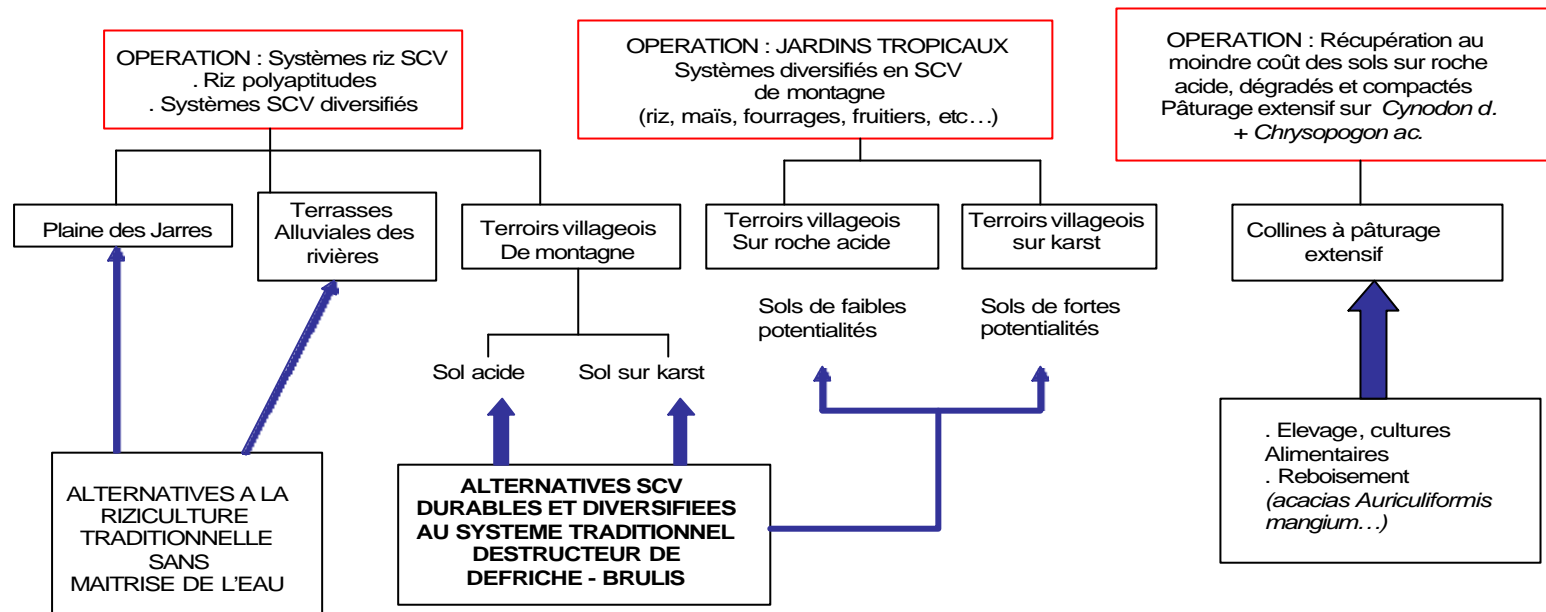 OPERATION : Systèmes riz SCV
. Riz polyaptitudes
. Systèmes SCV diversifiés
OPERATION : JARDINS TROPICAUX
Systèmes diversifiés en SCV
de montagne
(riz, maïs, fourrages, fruitiers, etc…)
OPERATION : Récupération au
moindre coût des sols sur roche
acide, dégradés et compactés
Pâturage extensif sur Cynodon d.
+ Chrysopogon ac.
Plaine des Jarres
Terrasses
Alluviales des
rivières
Terroirs villageois
De montagne
Terroirs villageois
Sur roche acide
Terroirs villageois
sur karst
Collines à pâturage
extensif
Sols de faibles
potentialités
Sols de fortes
potentialités
Sol acide
Sol sur karst
ALTERNATIVES A LA
RIZICULTURE
TRADITIONNELLE
SANS
MAITRISE DE L'EAU
ALTERNATIVES SCV
DURABLES ET DIVERSIFIEES
AU SYSTEME TRADITIONNEL
DESTRUCTEUR DE
DEFRICHE - BRULIS
. Elevage, cultures
Alimentaires
. Reboisement
(acacias Auriculiformis
mangium…)